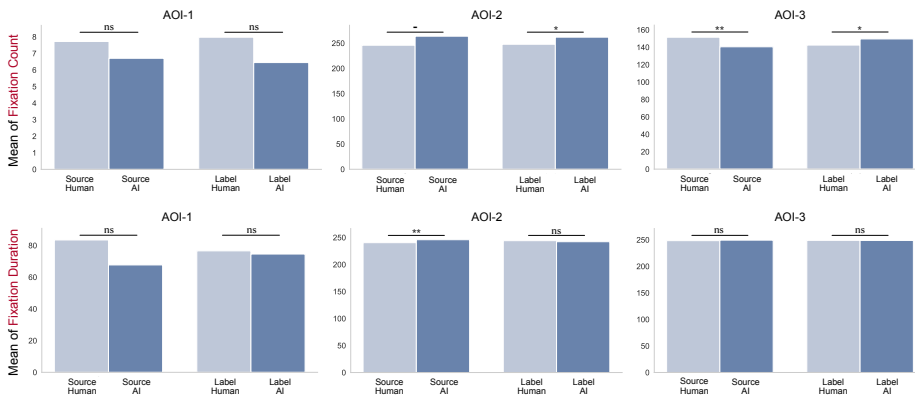 AOI-1
AOI-2
AOI-3
Mean of Fixation Count
8
7
6
5
4
3
2
1
0
ns
ns
Source Human
Source AI
Label Human
Label AI
250
200
150
100
50
0
-
*
Source Human
Source AI
Label Human
Label AI
160
140
120
100
80
60
40
20
0
**
*
Source Human
Source AI
Label Human
Label AI
AOI-1
AOI-2
AOI-3
Mean of Fixation Duration
80
60
40
20
0
ns
ns
Source Human
Source AI
Label Human
Label AI
250
200
150
100
50
0
**
ns
Source Human
Source AI
Label Human
Label AI
250
200
150
100
50
0
ns
ns
Source Human
Source AI
Label Human
Label AI